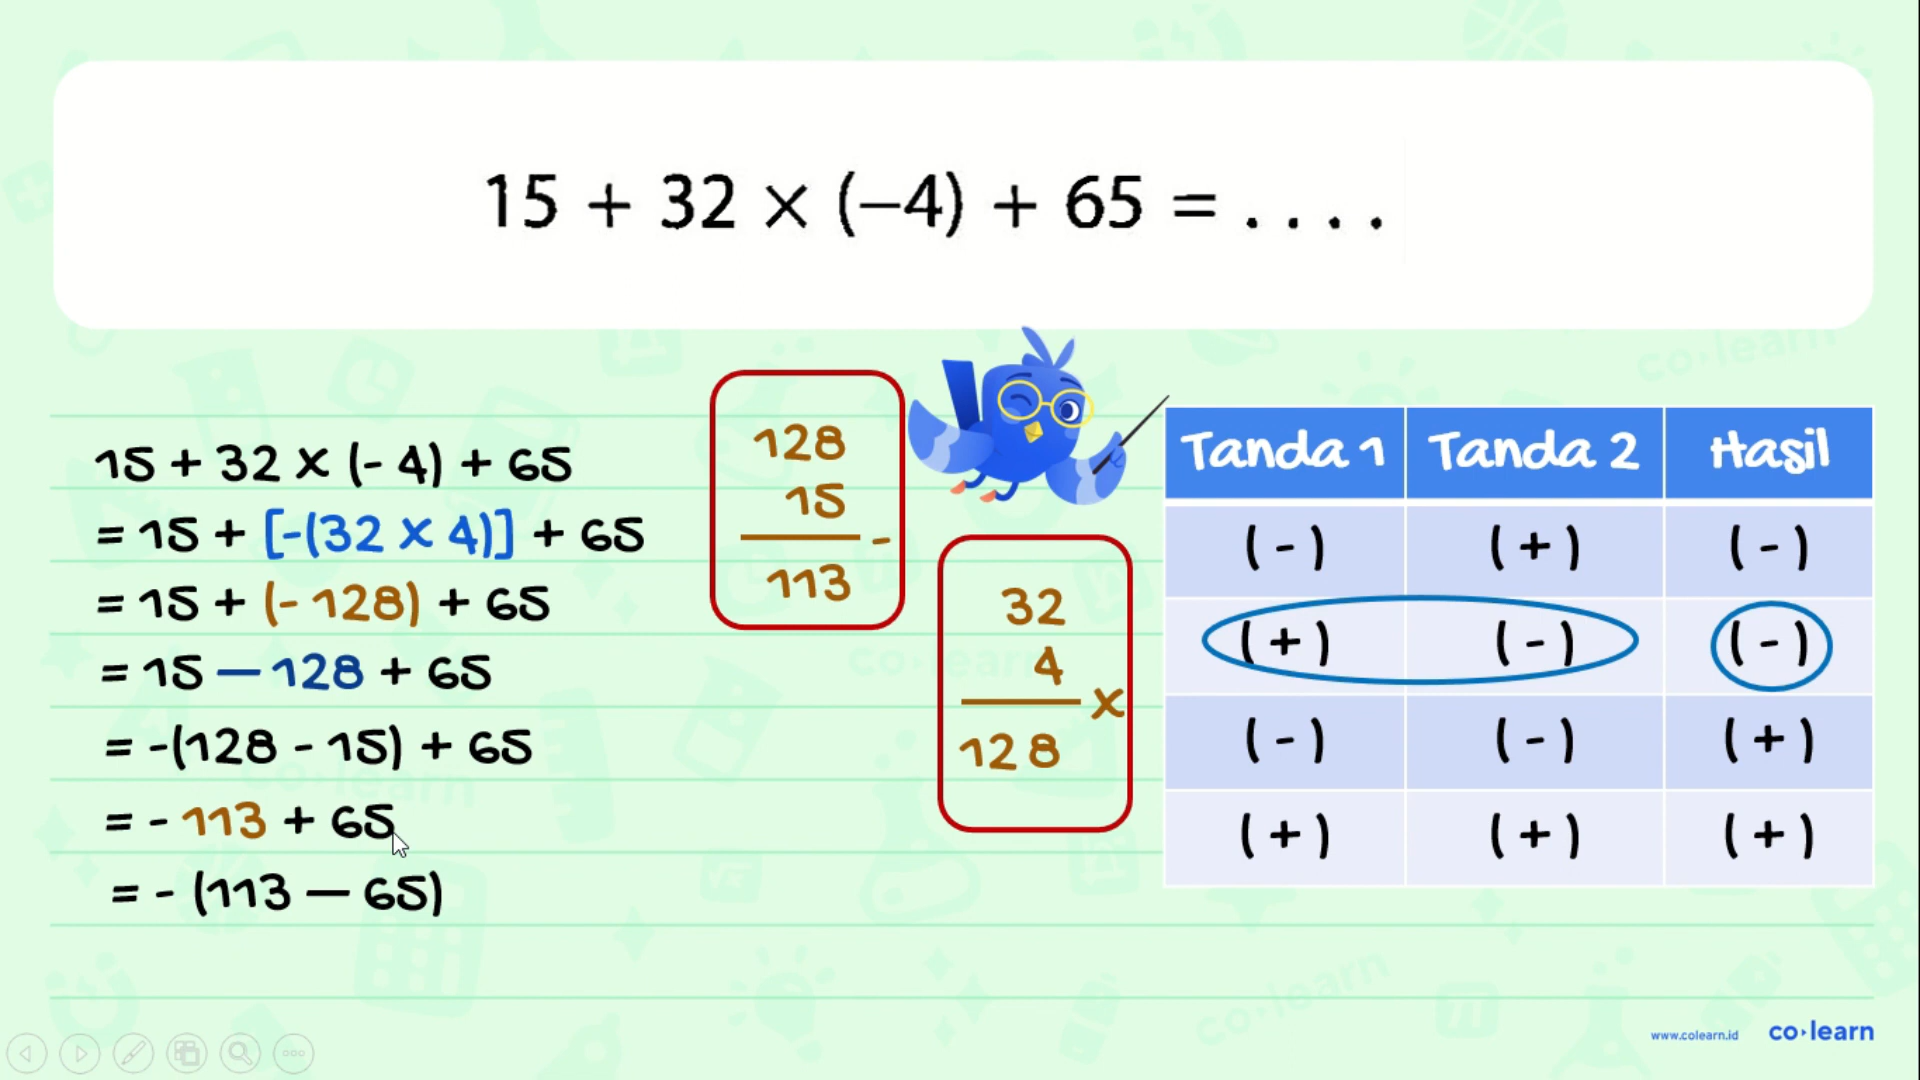 15 + 32 × (−4) + 65 = . . . .
15 + 32 x (- 4) + 65
= 15 + [-(32 x 4)] + 65
= 15 + (- 128) + 65
= 15 — 128 + 65
= -(128 - 15) + 65
= - 113 + 65
= - (113 — 65)
128
15
-
113
32
4
x
128
Tanda 1 Tanda 2 Hasil
( - ) ( + ) ( - )
( + ) ( - ) ( - )
( - ) ( - ) ( + )
( + ) ( + ) ( + )
www.colearn.id co·learn